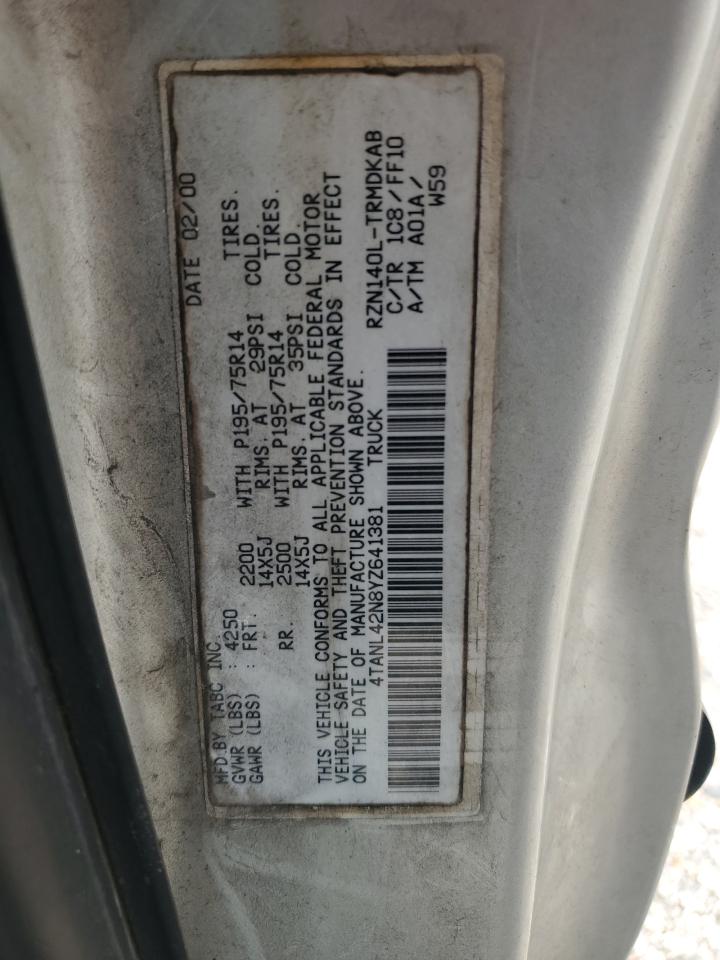 MFD.BY TABC INC. DATE 02/00
GVWR (LBS) : 4250
GAWR (LBS) : FRT. 2200 WITH P195/75R14 TIRES.
14X5J RIMS. AT 29PSI COLD.
RR. 2500 WITH P195/75R14 TIRES.
14X5J RIMS. AT 35PSI COLD.
THIS VEHICLE CONFORMS TO ALL APPLICABLE FEDERAL MOTOR
VEHICLE SAFETY AND THEFT PREVENTION STANDARDS IN EFFECT
ON THE DATE OF MANUFACTURE SHOWN ABOVE.
4TANL42N8YZ641381 TRUCK RZN140L-TRMDKAB
C/TR 1C8/FF10
A/TM A01A/
W59